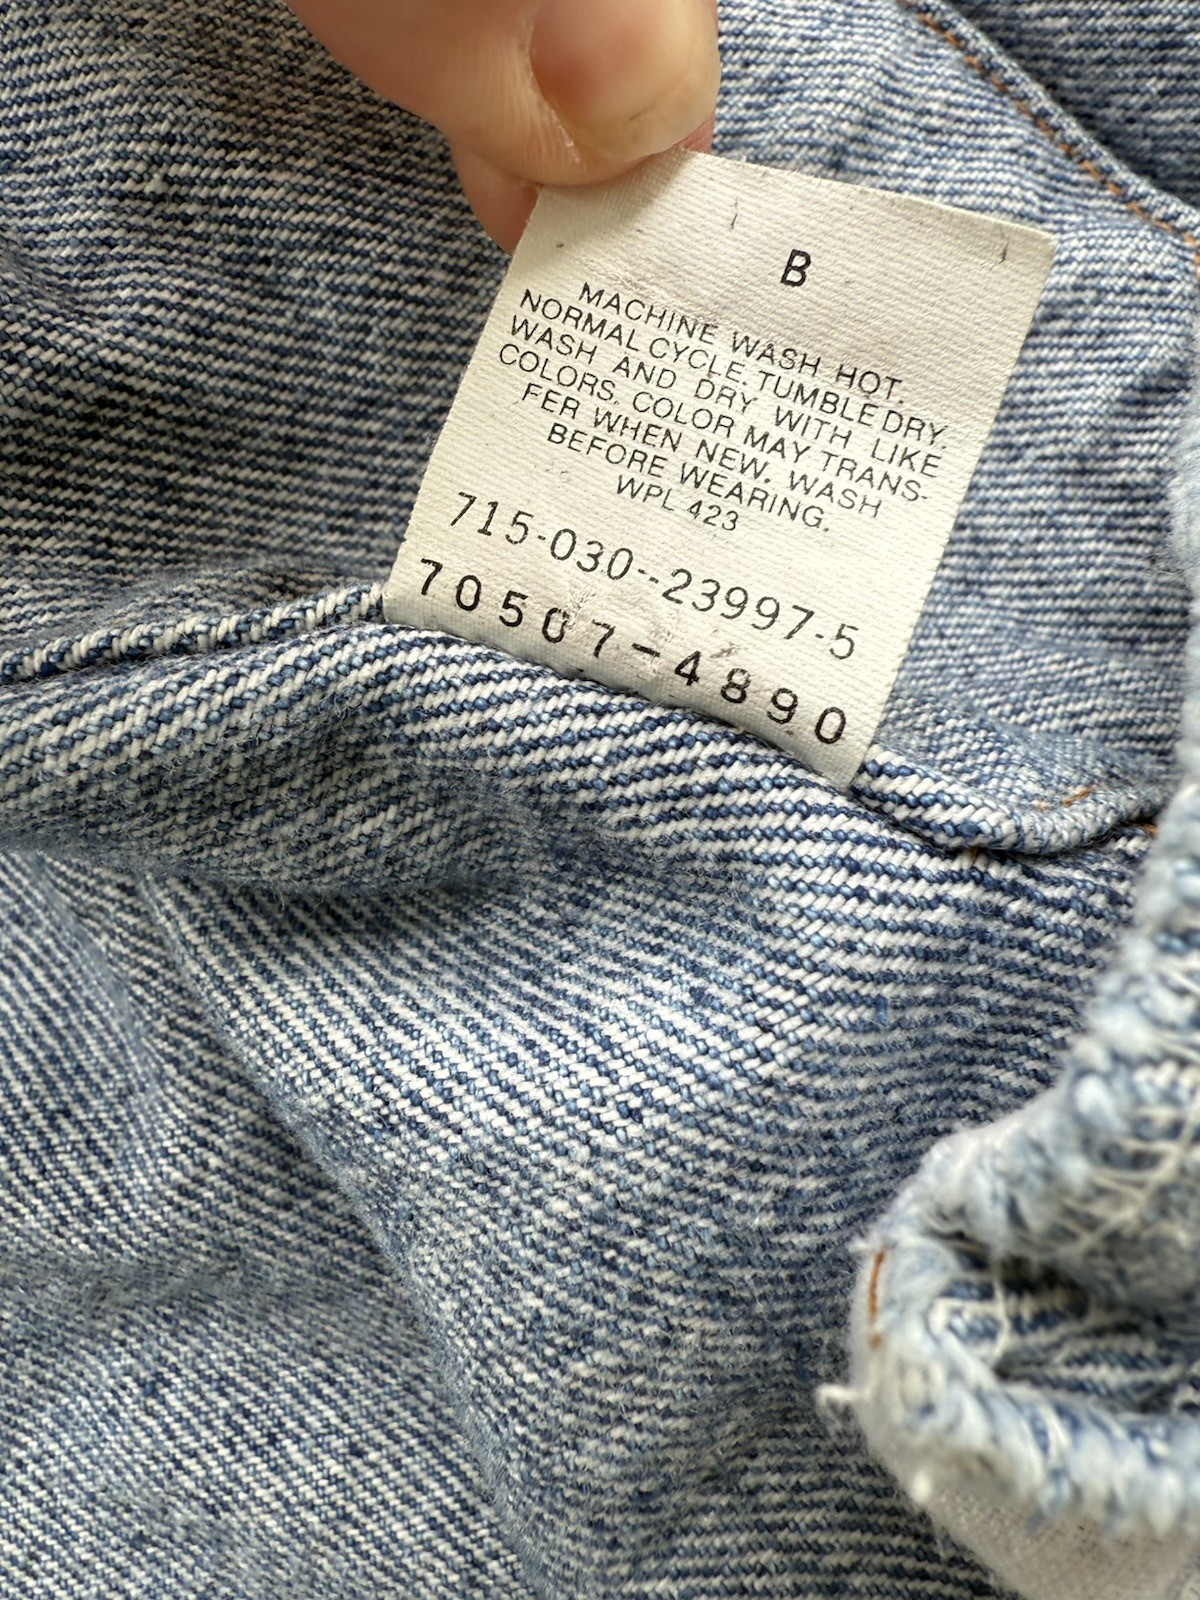 B
MACHINE WASH HOT.
NORMAL CYCLE. TUMBLE DRY.
WASH AND DRY WITH LIKE
COLORS. COLOR MAY TRANS-
FER WHEN NEW. WASH
BEFORE WEARING.
WPL 423
715-030--23997-5
70507-4890